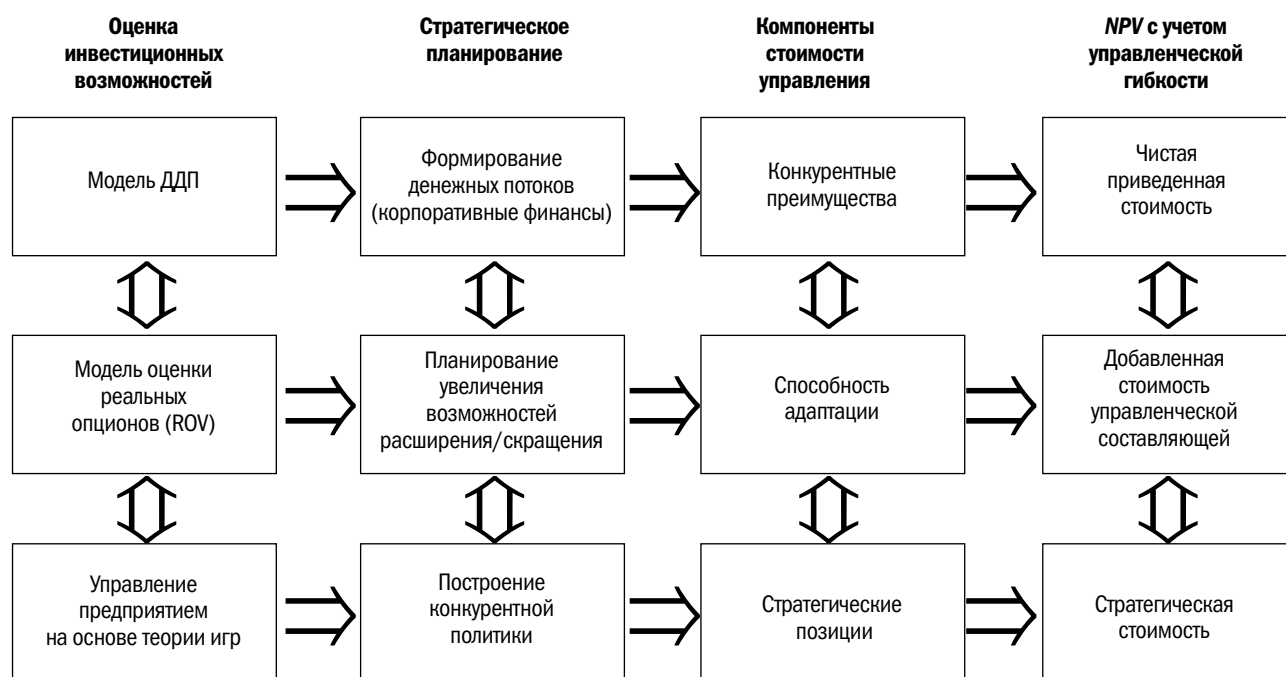 Оценка
инвестиционных
возможностей
Стратегическое
планирование
Компоненты
стоимости
управления
NPV с учетом
управленческой
гибкости
Модель ДДП
Формирование
денежных потоков
(корпоративные финансы)
Конкурентные
преимущества
Чистая
приведенная
стоимость
Модель оценки
реальных
опционов (ROV)
Планирование
увеличения
возможностей
расширения/скращения
Способность
адаптации
Добавленная
стоимость
управленческой
составляющей
Управление
предприятием
на основе теории игр
Построение
конкурентной
политики
Стратегические
позиции
Стратегическая
стоимость